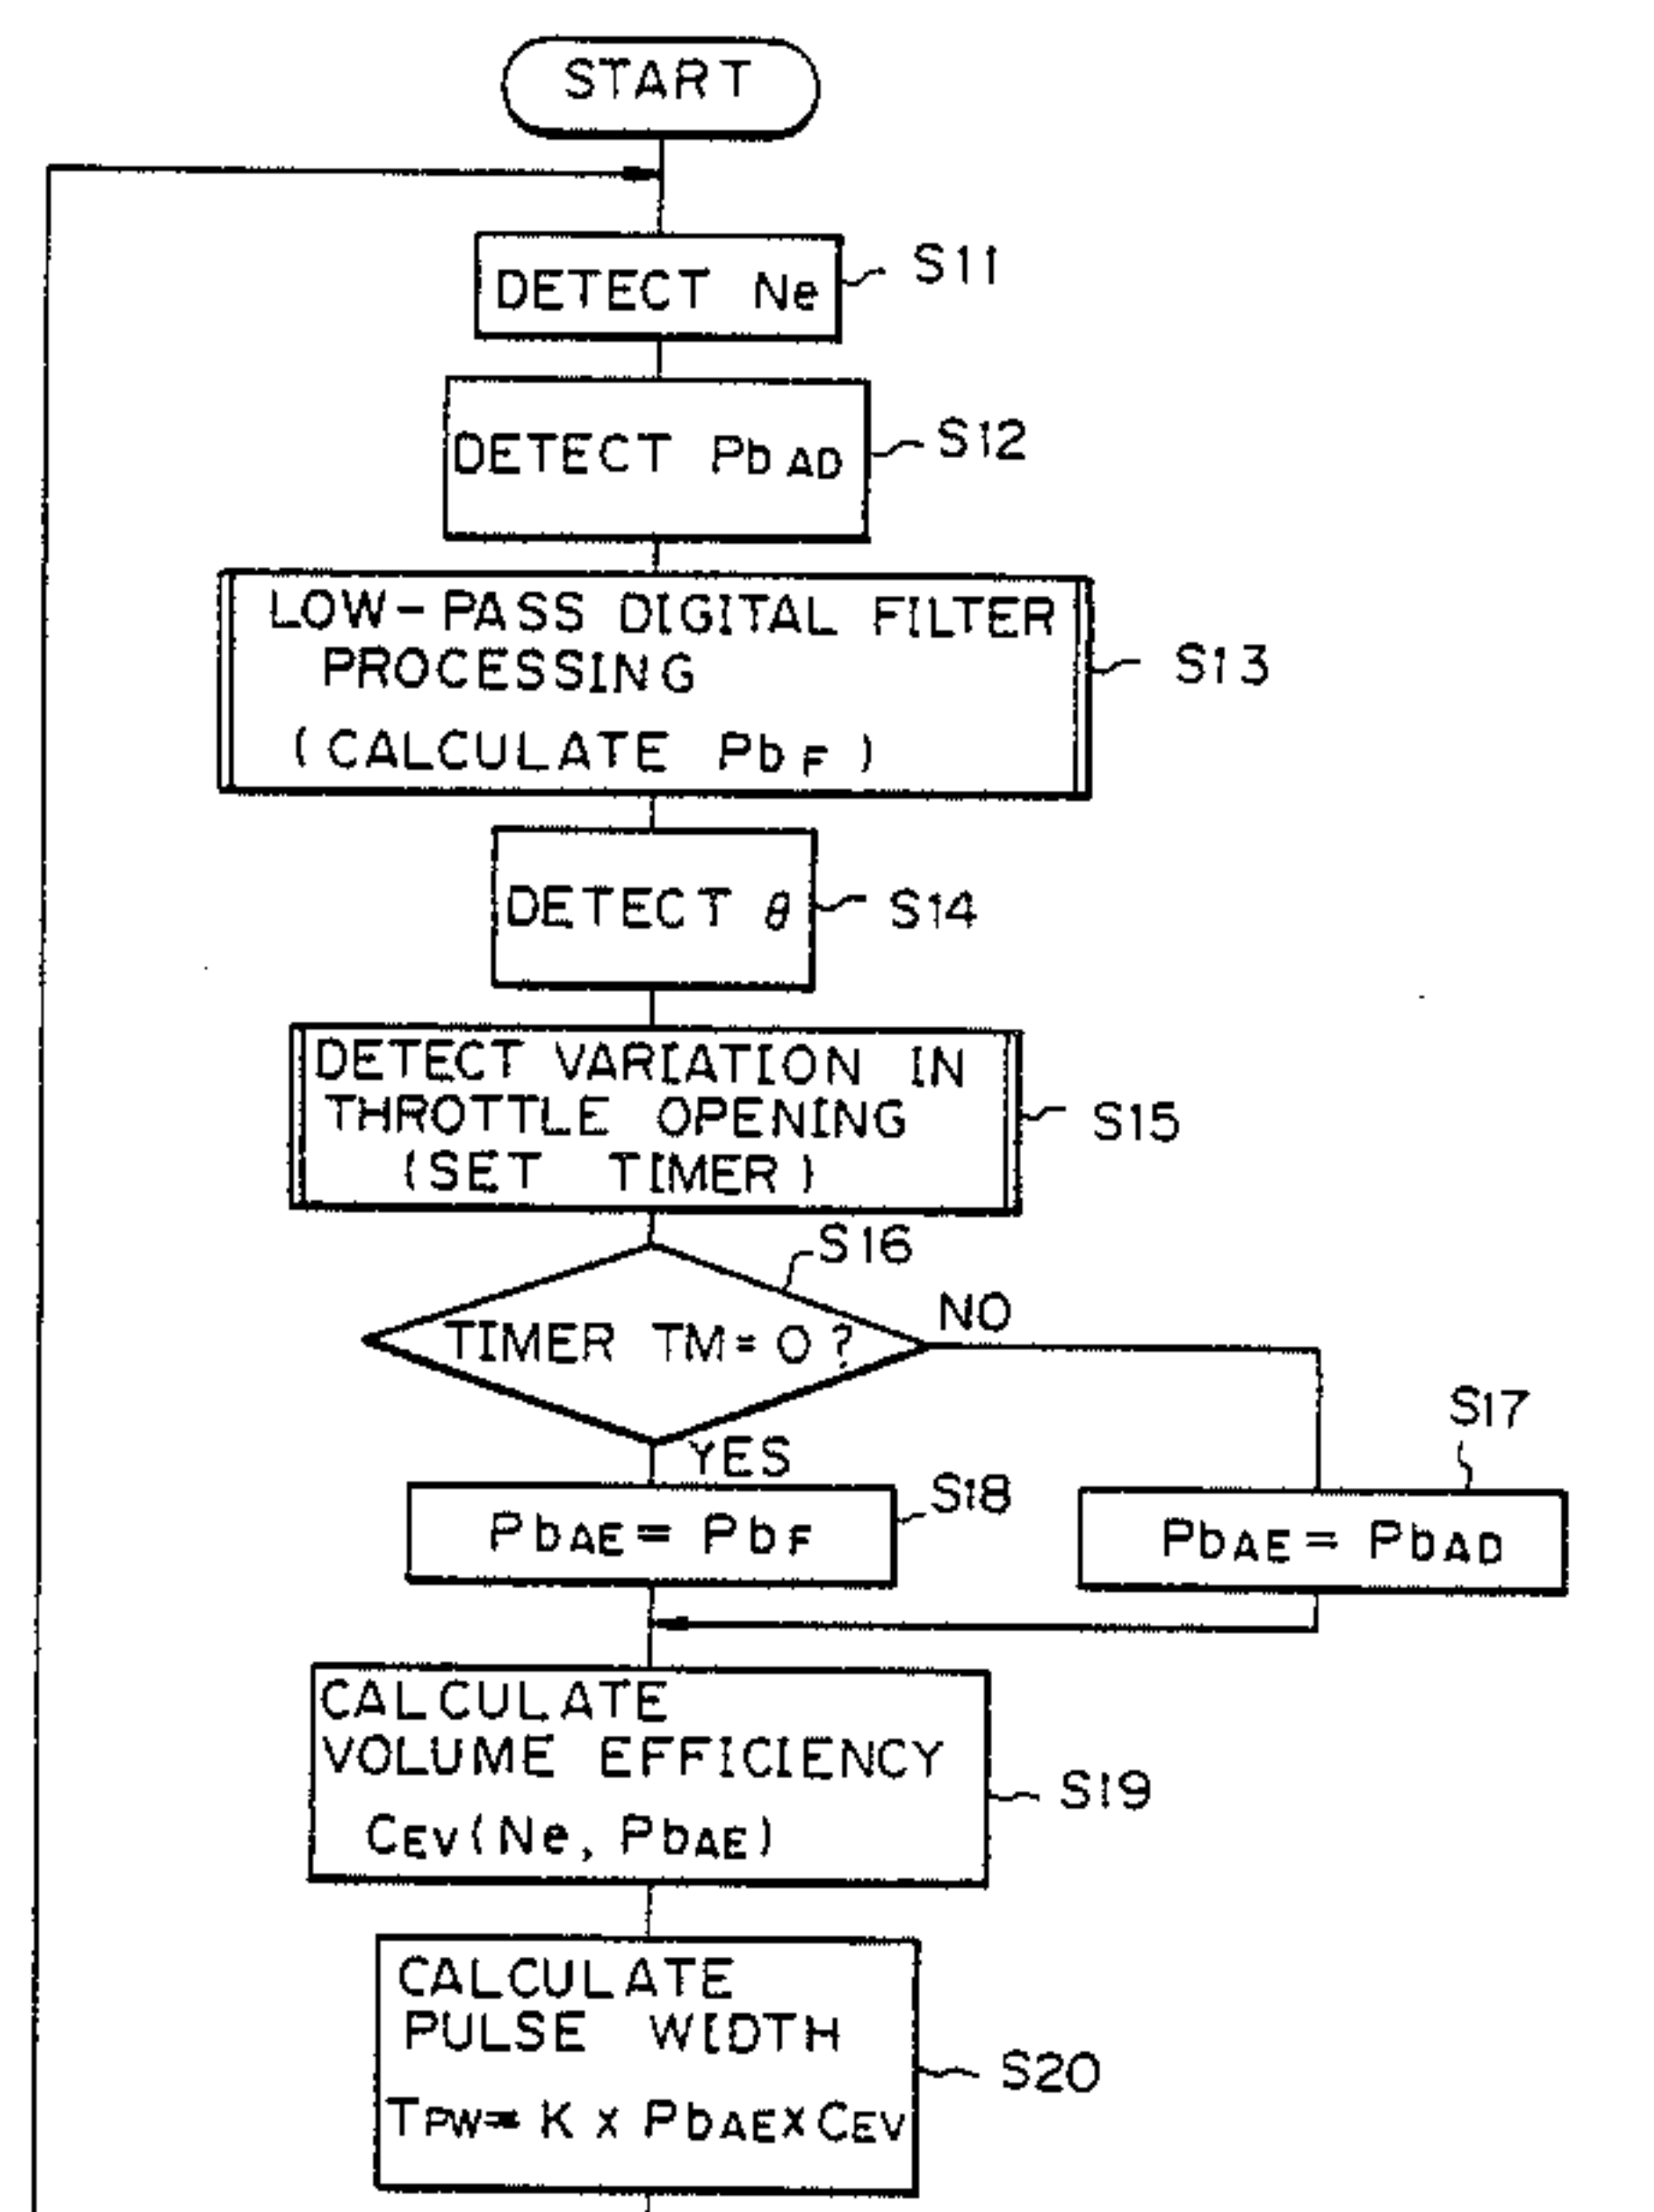 START
DETECT Ne
S11
DETECT PbAD
S12
LOW-PASS DIGITAL FILTER
PROCESSING
(CALCULATE PbF)
S13
DETECT θ
S14
DETECT VARIATION IN
THROTTLE OPENING
(SET TIMER)
S15
S16
TIMER TM=0?
NO
YES
S17
S18
PbAE=PbF
PbAE=PbAD
CALCULATE
VOLUME EFFICIENCY
CEV(Ne, PbAE)
S19
CALCULATE
PULSE WIDTH
TPW=K x PbAExCEV
S20